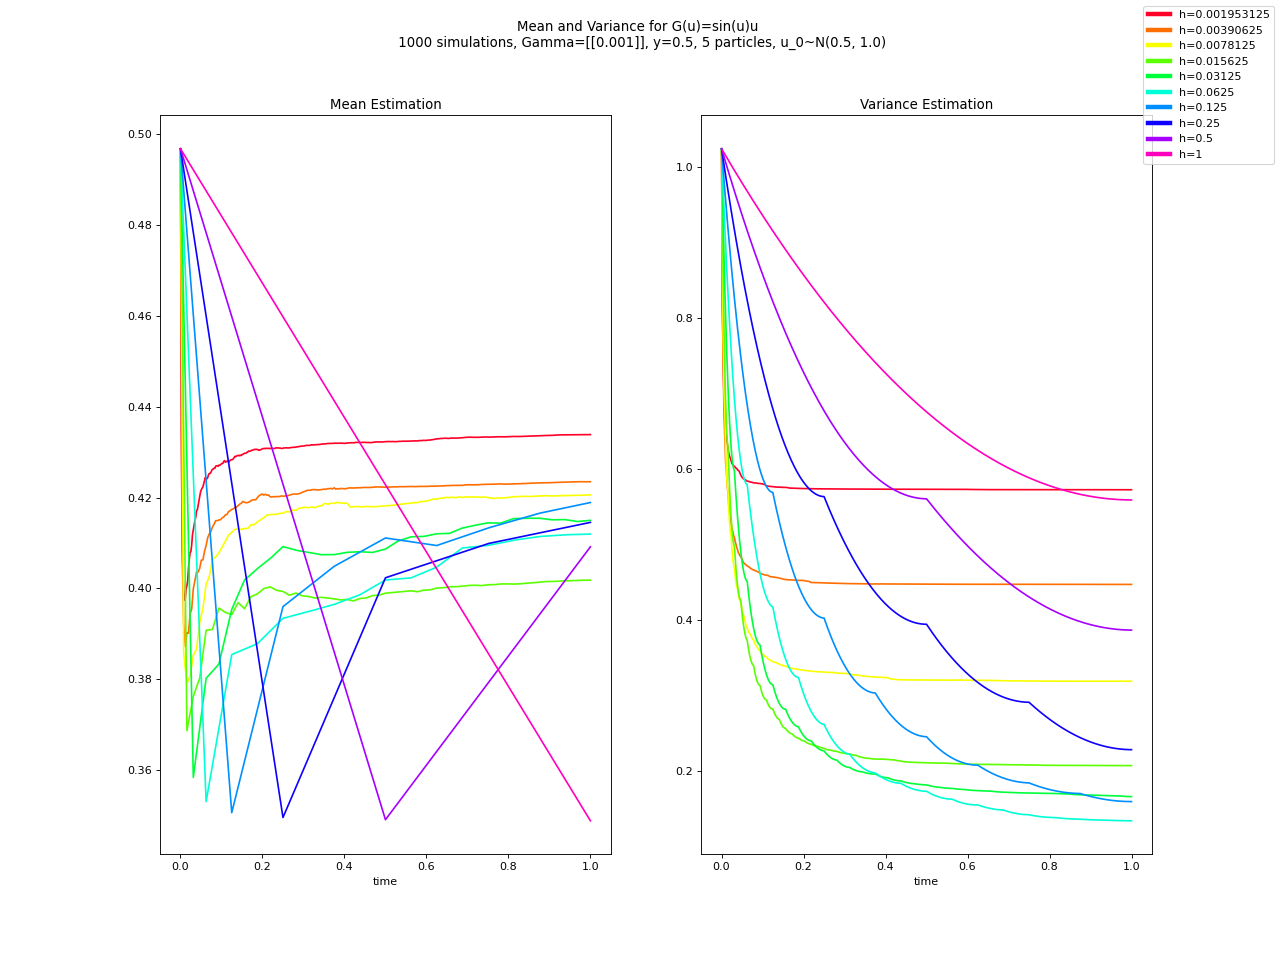 Mean and Variance for G(u)=sin(u)u
1000 simulations, Gamma=[[0.001]], y=0.5, 5 particles, u_0~N(0.5, 1.0)
h=0.001953125
h=0.00390625
h=0.0078125
h=0.015625
h=0.03125
h=0.0625
h=0.125
h=0.25
h=0.5
h=1
Mean Estimation
0.50
0.48
0.46
0.44
0.42
0.40
0.38
0.36
0.0 0.2 0.4 0.6 0.8 1.0
time
Variance Estimation
1.0
0.8
0.6
0.4
0.2
0.0 0.2 0.4 0.6 0.8 1.0
time